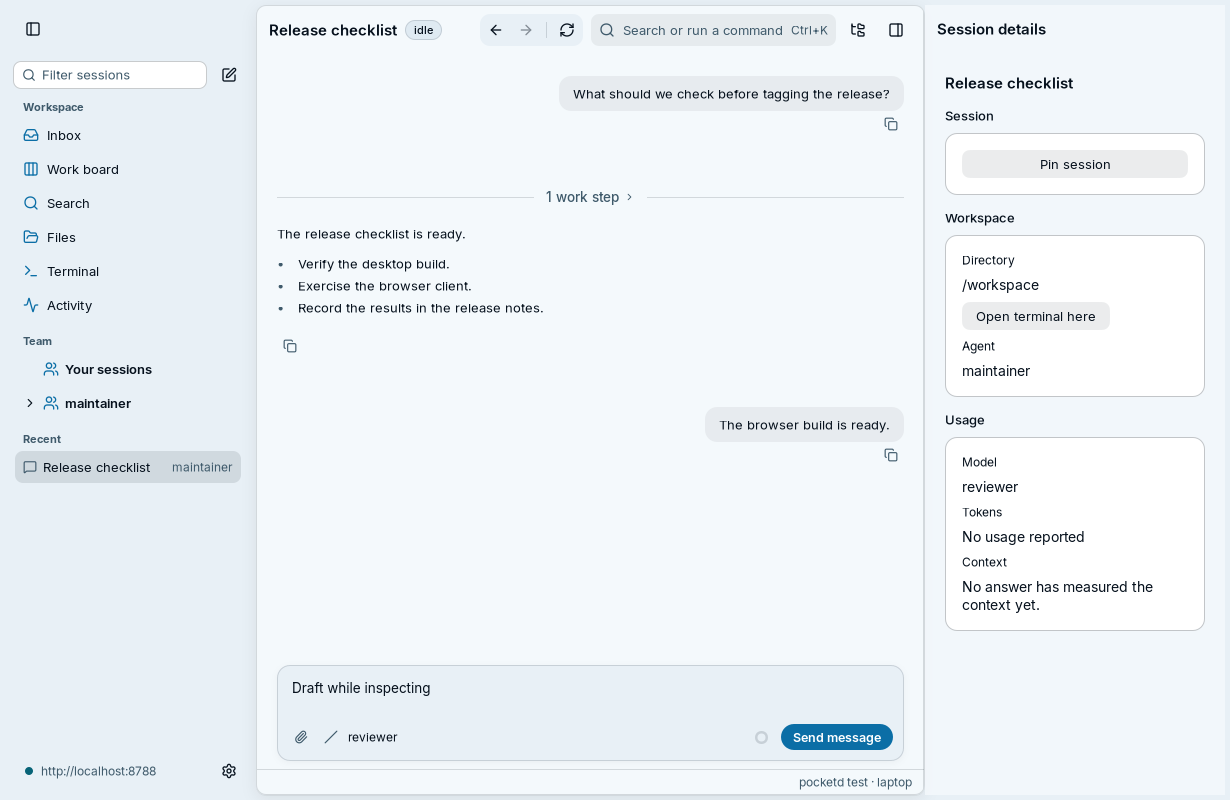 Filter sessions
Workspace
Inbox
Work board
Search
Files
Terminal
Activity
Team
Your sessions
maintainer
Recent
Release checklist maintainer
http://localhost:8788
Release checklist idle
Search or run a command Ctrl+K
What should we check before tagging the release?
1 work step
The release checklist is ready.
• Verify the desktop build.
• Exercise the browser client.
• Record the results in the release notes.
The browser build is ready.
Draft while inspecting
reviewer
Send message
pocketd test · laptop
Session details
Release checklist
Session
Pin session
Workspace
Directory
/workspace
Open terminal here
Agent
maintainer
Usage
Model
reviewer
Tokens
No usage reported
Context
No answer has measured the
context yet.